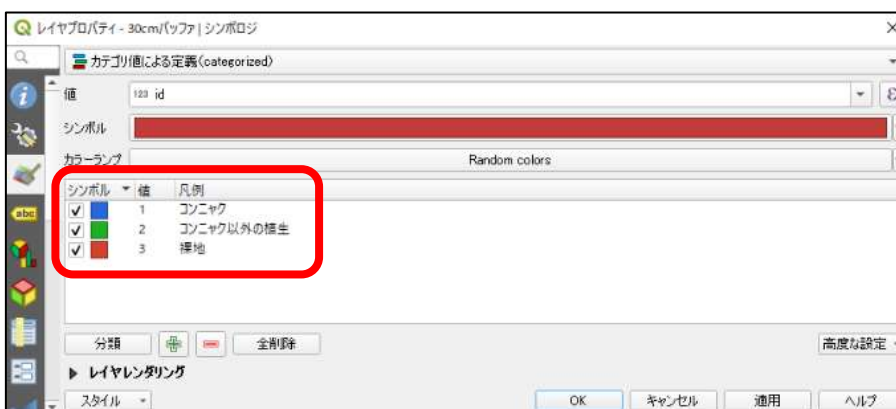 レイヤプロパティ - 30cmバッファ | シンボロジ
カテゴリ値による定義(categorized)
値 123 id
シンボル
カラーランプ Random colors
シンボル 値 凡例
1 コンニャク
2 コンニャク以外の植生
3 裸地
abc
分類 全削除 高度な設定
レイヤレンダリング
スタイル OK キャンセル 適用 ヘルプ